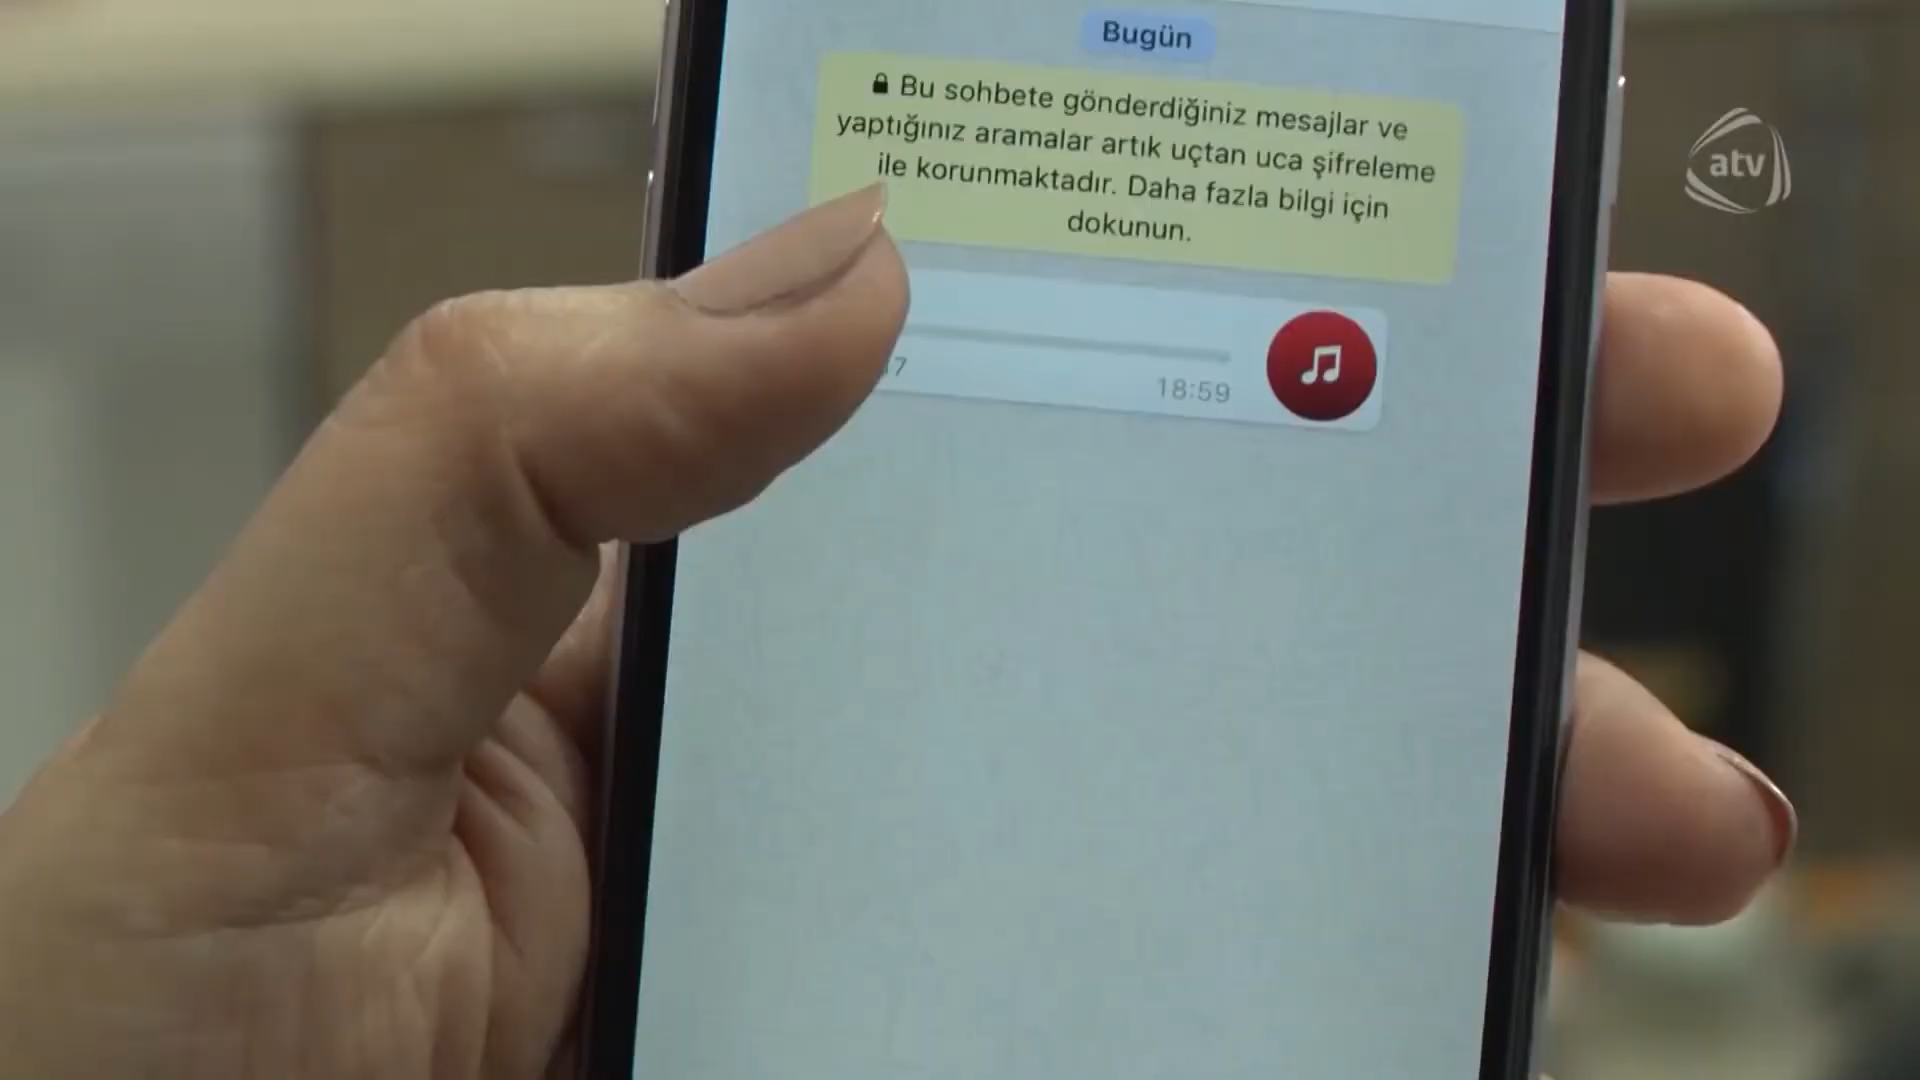 Bugün
Bu sohbete gönderdiğiniz mesajlar ve
yaptığınız aramalar artık uçtan uca şifreleme
ile korunmaktadır. Daha fazla bilgi için
dokunun.
18:59
atv